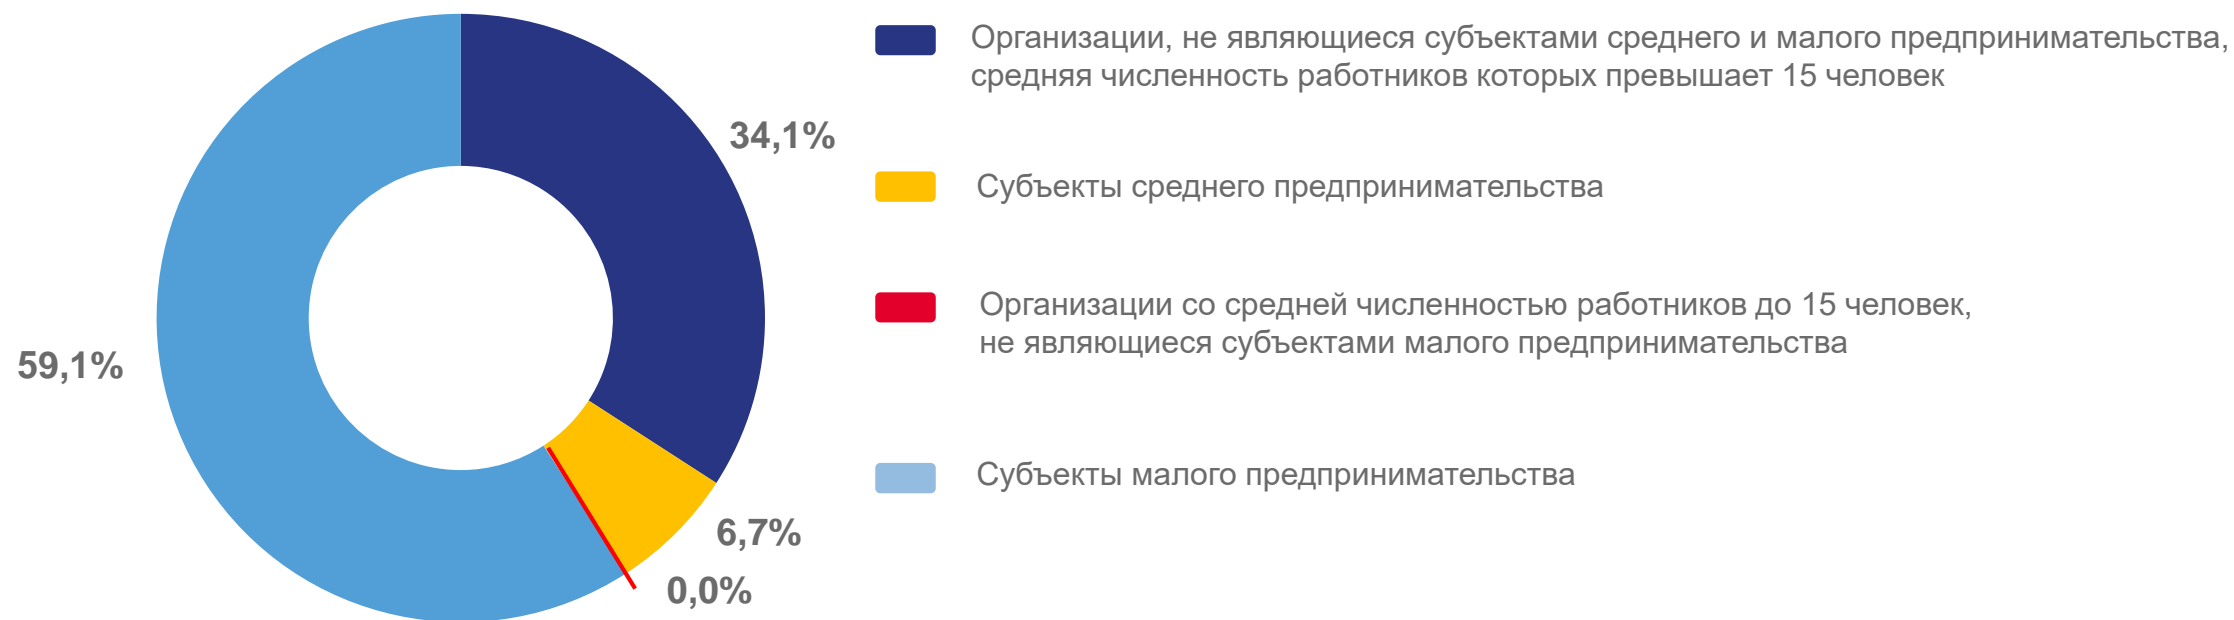 34,1%
6,7%
0,0%
59,1%
Организации, не являющиеся субъектами среднего и малого предпринимательства,
средняя численность работников которых превышает 15 человек
Субъекты среднего предпринимательства
Организации со средней численностью работников до 15 человек,
не являющиеся субъектами малого предпринимательства
Субъекты малого предпринимательства